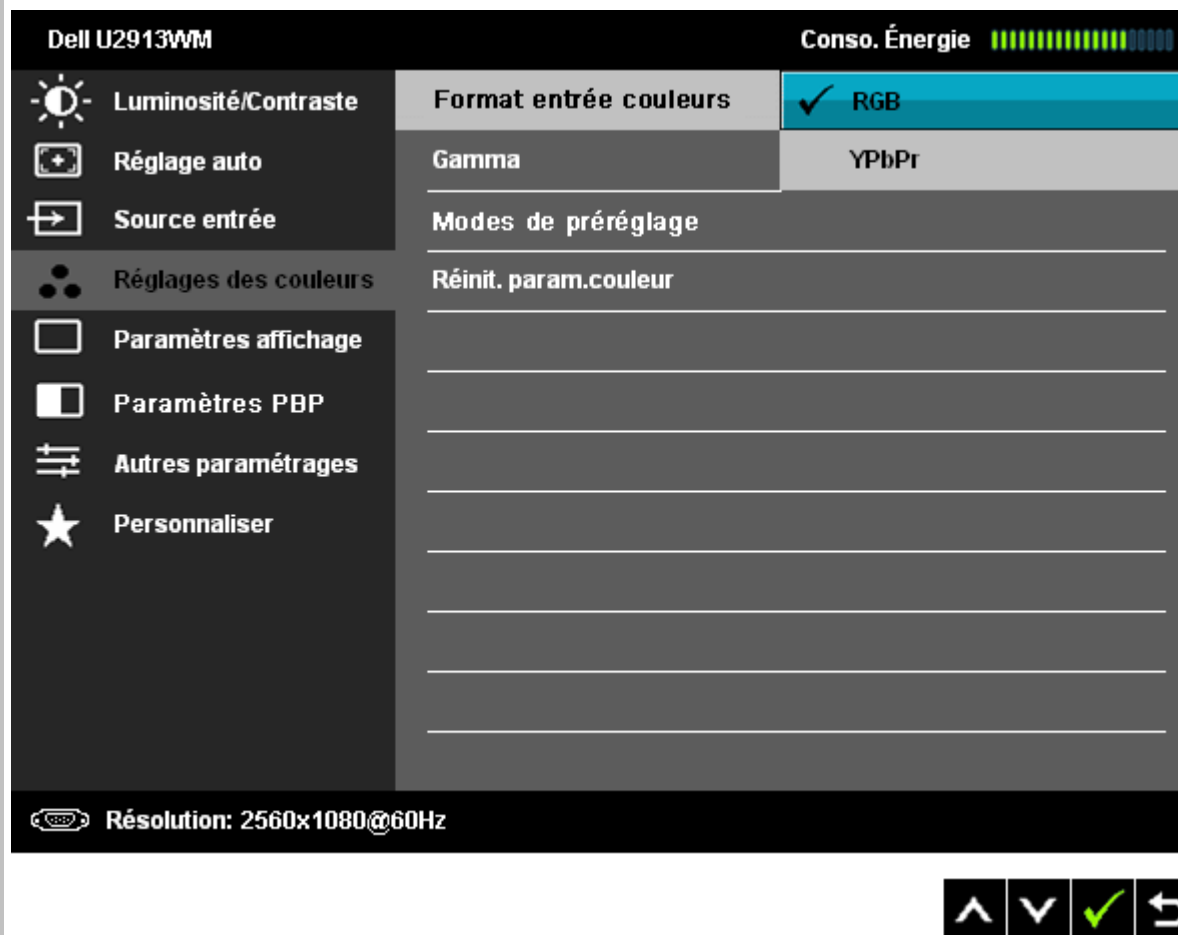 Dell U2913WM
Conso. Énergie
Luminosité/Contraste
Réglage auto
Source entrée
Réglages des couleurs
Paramètres affichage
Paramètres PBP
Autres paramétrages
Personnaliser
Format entrée couleurs
Gamma
Modes de préréglage
Réinit. param.couleur
RGB
YPbPr
Résolution: 2560x1080@60Hz